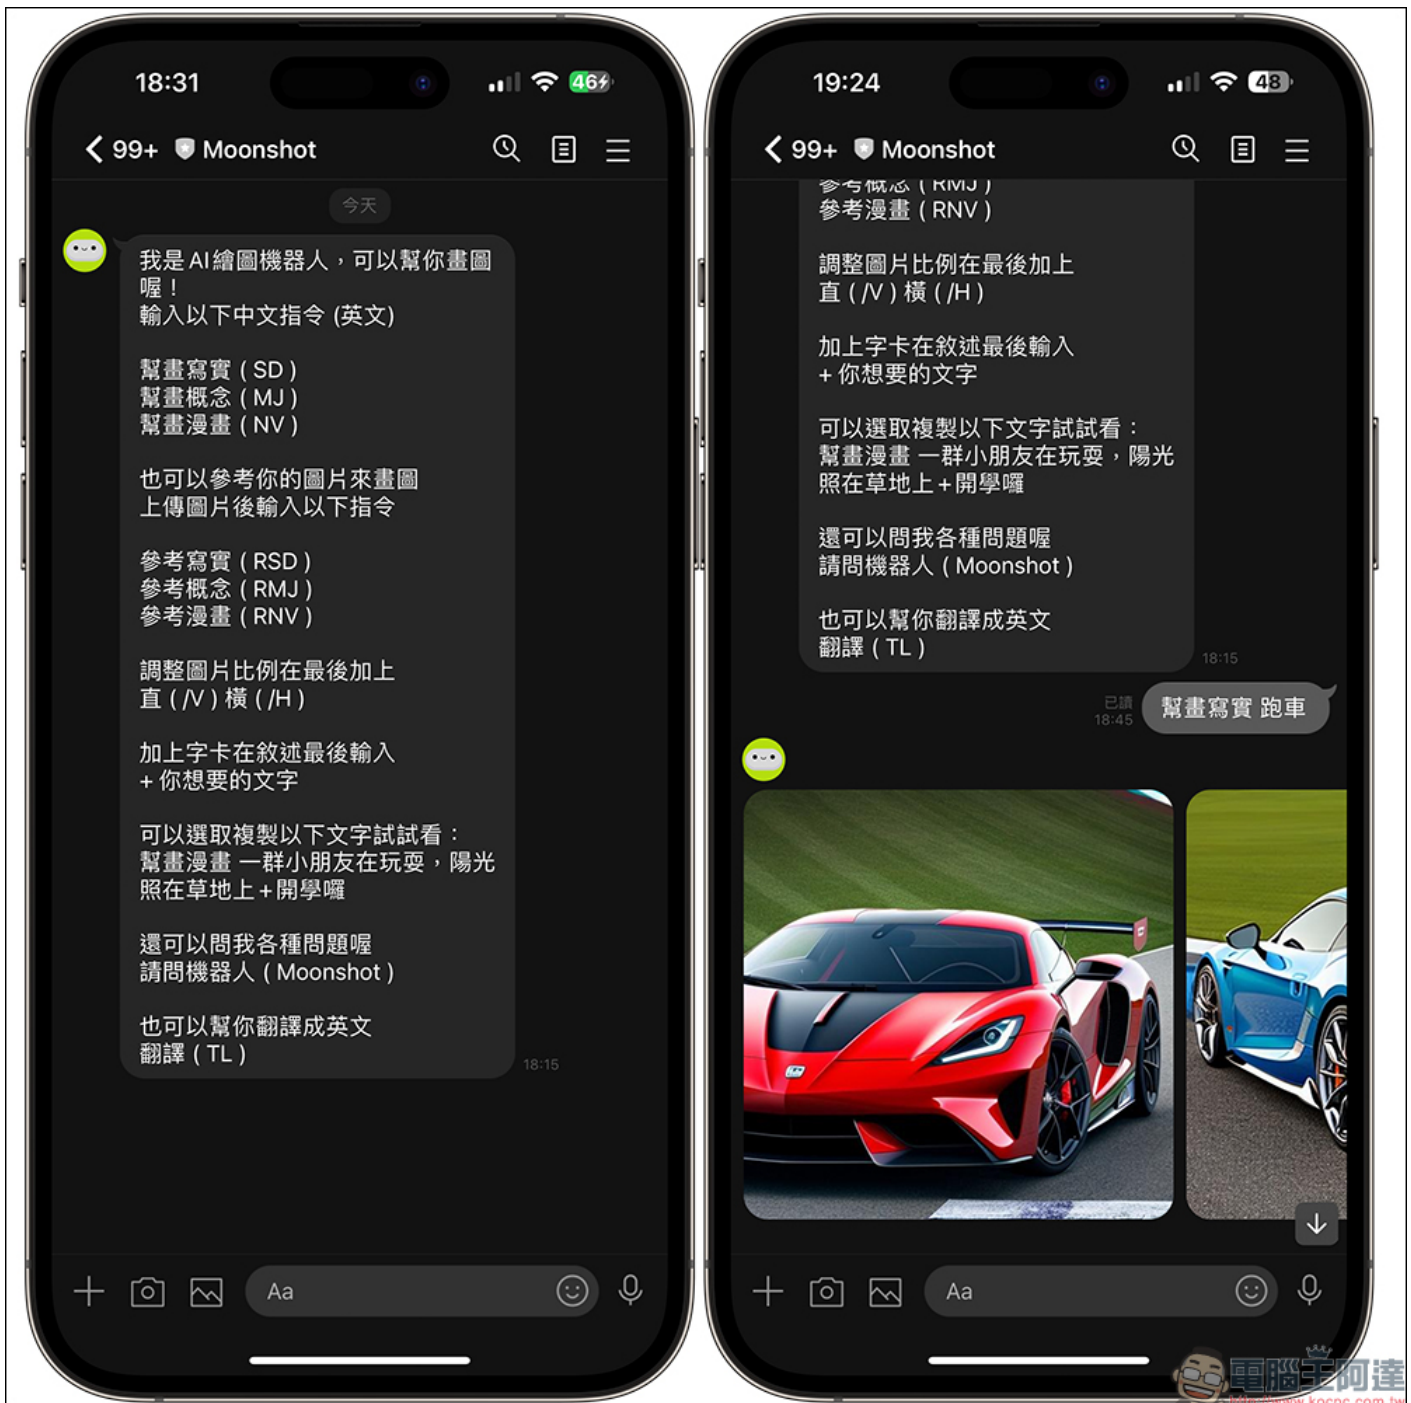 18:31
46
99+ Moonshot
今天
我是AI繪圖機器人，可以幫你畫圖
喔！
輸入以下中文指令 (英文)
幫畫寫實 ( SD )
幫畫概念 ( MJ )
幫畫漫畫 ( NV )
也可以參考你的圖片來畫圖
上傳圖片後輸入以下指令
參考寫實 ( RSD )
參考概念 ( RMJ )
參考漫畫 ( RNV )
調整圖片比例在最後加上
直 ( /V ) 橫 ( /H )
加上字卡在敘述最後輸入
+ 你想要的文字
可以選取複製以下文字試試看：
幫畫漫畫 一群小朋友在玩耍，陽光
照在草地上+開學囉
還可以問我各種問題喔
請問機器人 ( Moonshot )
也可以幫你翻譯成英文
翻譯 ( TL )
18:15
Aa
19:24
48
99+ Moonshot
參考概念 ( RMJ )
參考漫畫 ( RNV )
調整圖片比例在最後加上
直 ( /V ) 橫 ( /H )
加上字卡在敘述最後輸入
+ 你想要的文字
可以選取複製以下文字試試看：
幫畫漫畫 一群小朋友在玩耍，陽光
照在草地上+開學囉
還可以問我各種問題喔
請問機器人 ( Moonshot )
也可以幫你翻譯成英文
翻譯 ( TL )
18:15
已讀
18:45
幫畫寫實 跑車
Aa
電腦王阿達
http://www.kocpc.com.tw